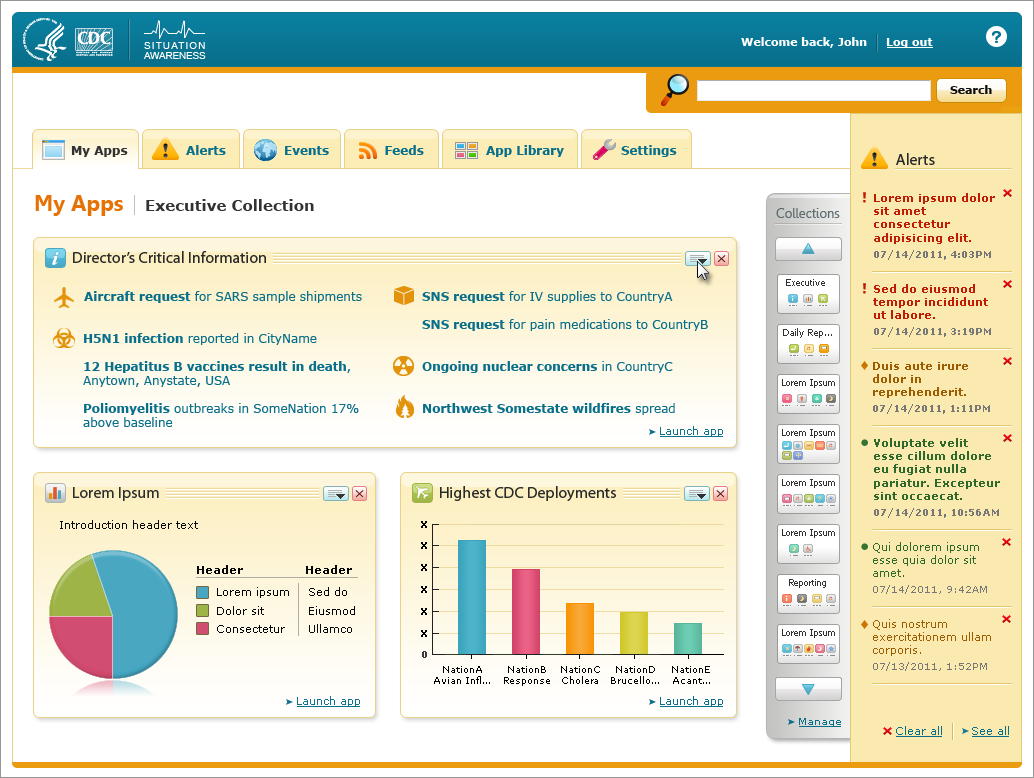 CDC
SITUATION
AWARENESS
Welcome back, John
Log out
?
Search
My Apps
Alerts
Events
Feeds
App Library
Settings
My Apps
Executive Collection
Director's Critical Information
Aircraft request for SARS sample shipments
H5N1 infection reported in CityName
12 Hepatitus B vaccines result in death,
Anytown, Anystate, USA
Poliomyelitis outbreaks in SomeNation 17%
above baseline
SNS request for IV supplies to CountryA
SNS request for pain medications to CountryB
Ongoing nuclear concerns in CountryC
Northwest Somestate wildfires spread
Launch app
Lorem Ipsum
Introduction header text
Header Header
Lorem ipsum Sed do
Dolor sit Eiusmod
Consectetur Ullamco
Launch app
Highest CDC Deployments
x
x
x
x
x
x
0
NationA NationB NationC NationD NationE
Avian Infl... Response Cholera Brucello... Acant...
Launch app
Collections
Executive
Daily Rep...
Lorem Ipsum
Lorem Ipsum
Lorem Ipsum
Lorem Ipsum
Reporting
Lorem Ipsum
Manage
Alerts
! Lorem ipsum dolor
sit amet
consectetur
adipisicing elit.
07/14/2011, 4:03PM
! Sed do eiusmod
tempor incididunt
ut labore.
07/14/2011, 3:19PM
Duis aute irure
dolor in
reprehenderit.
07/14/2011, 1:11PM
Voluptate velit
esse cillum dolore
eu fugiat nulla
pariatur. Excepteur
sint occaecat.
07/14/2011, 10:56AM
Qui dolorem ipsum
esse quia dolor sit
amet.
07/14/2011, 9:42AM
Quis nostrum
exercitationem ullam
corporis.
07/13/2011, 1:52PM
Clear all
See all